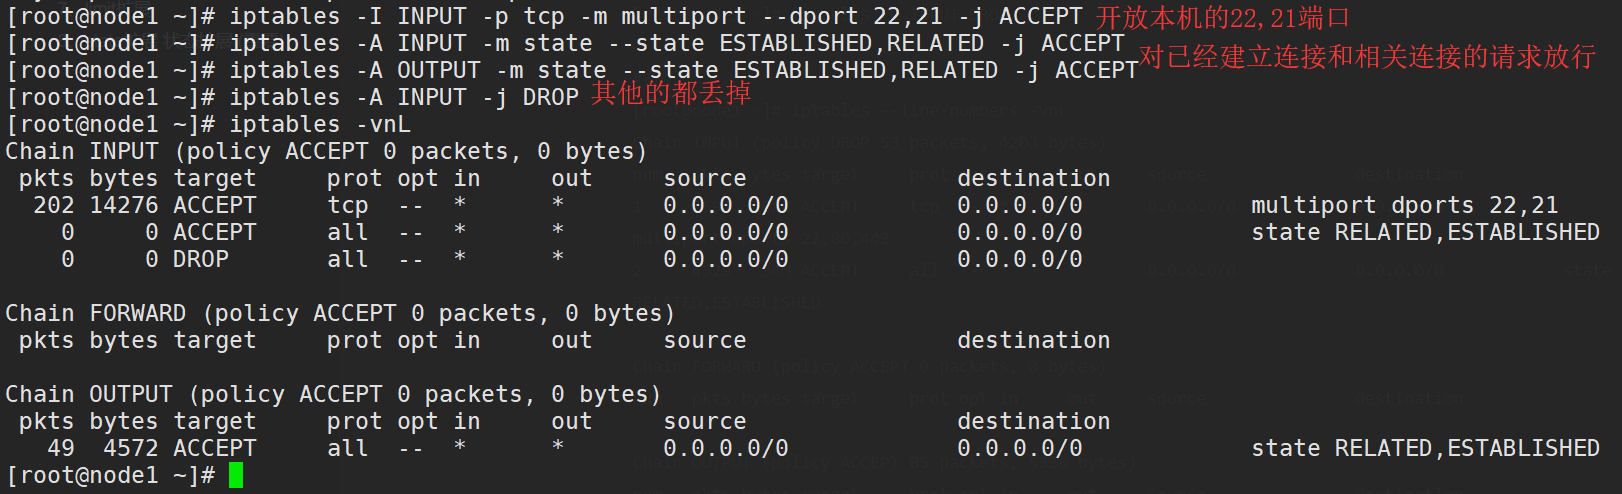 [root@node1 ~]# iptables -I INPUT -p tcp -m multiport --dport 22,21 -j ACCEPT 开放本机的22,21端口
[root@node1 ~]# iptables -A INPUT -m state --state ESTABLISHED,RELATED -j ACCEPT
[root@node1 ~]# iptables -A OUTPUT -m state --state ESTABLISHED,RELATED -j ACCEPT 对已经建立连接和相关连接的请求放行
[root@node1 ~]# iptables -A INPUT -j DROP 其他的都丢掉
[root@node1 ~]# iptables -vnL
Chain INPUT (policy ACCEPT 0 packets, 0 bytes)
pkts bytes target prot opt in out source destination
202 14276 ACCEPT tcp -- * * 0.0.0.0/0 0.0.0.0/0 multiport dports 22,21
0 0 ACCEPT all -- * * 0.0.0.0/0 0.0.0.0/0 state RELATED,ESTABLISHED
0 0 DROP all -- * * 0.0.0.0/0 0.0.0.0/0
Chain FORWARD (policy ACCEPT 0 packets, 0 bytes)
pkts bytes target prot opt in out source destination
Chain OUTPUT (policy ACCEPT 0 packets, 0 bytes)
pkts bytes target prot opt in out source destination
49 4572 ACCEPT all -- * * 0.0.0.0/0 0.0.0.0/0 state RELATED,ESTABLISHED
[root@node1 ~]#